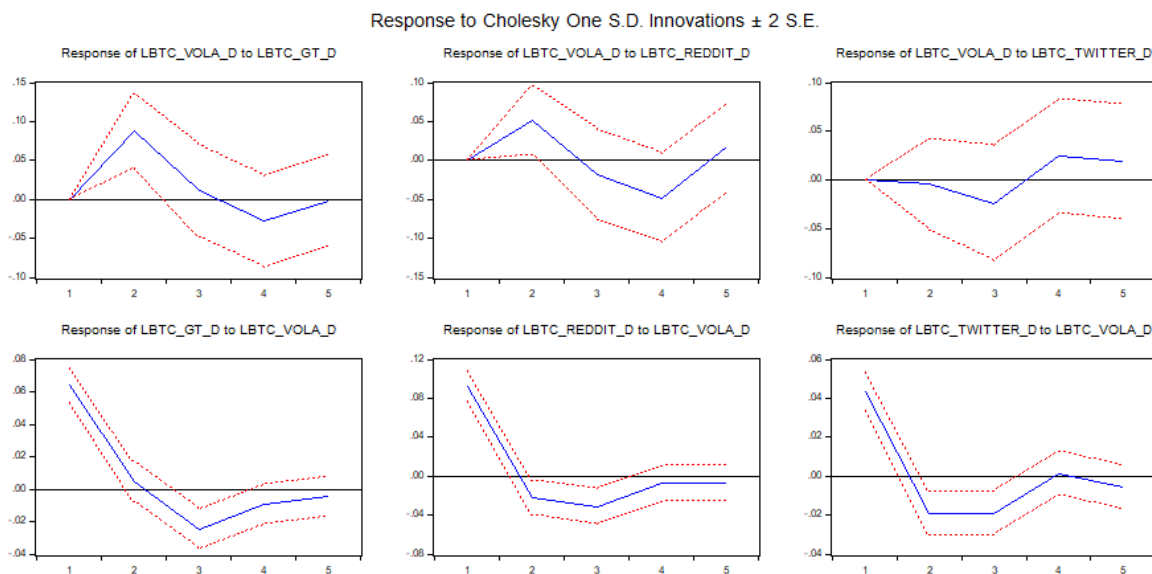 Response to Cholesky One S.D. Innovations ± 2 S.E.
Response of LBTC_VOLA_D to LBTC_GT_D
.15
.10
.05
.00
-.05
-.10
1 2 3 4 5
Response of LBTC_VOLA_D to LBTC_REDDIT_D
.10
.05
.00
-.05
-.10
-.15
1 2 3 4 5
Response of LBTC_VOLA_D to LBTC_TWITTER_D
.10
.05
.00
-.05
-.10
1 2 3 4 5
Response of LBTC_GT_D to LBTC_VOLA_D
.08
.06
.04
.02
.00
-.02
-.04
1 2 3 4 5
Response of LBTC_REDDIT_D to LBTC_VOLA_D
.12
.08
.04
.00
-.04
-.08
1 2 3 4 5
Response of LBTC_TWITTER_D to LBTC_VOLA_D
.06
.04
.02
.00
-.02
-.04
1 2 3 4 5